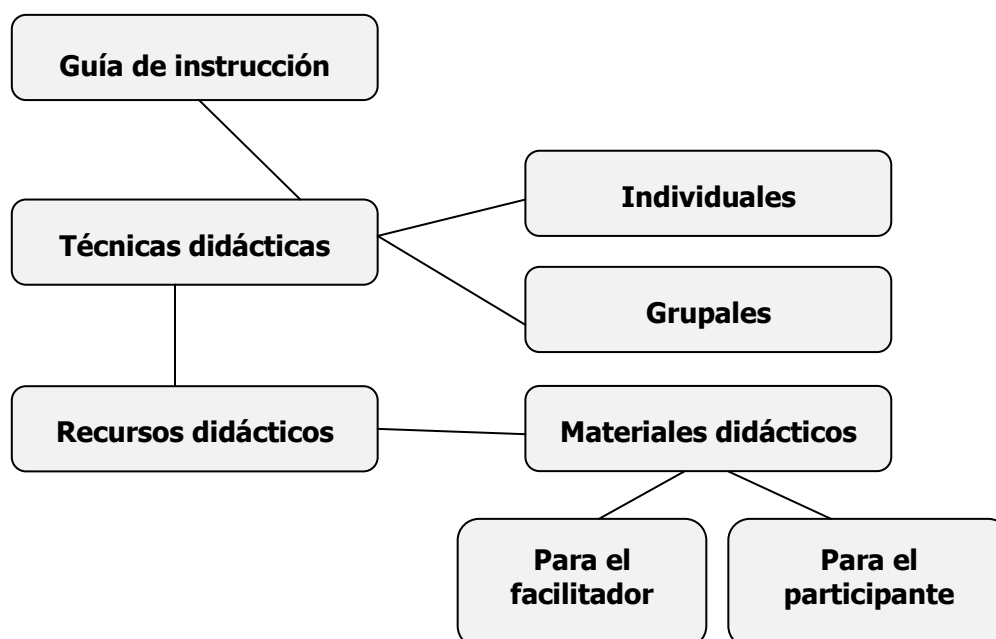 Guía de instrucción
Individuales
Técnicas didácticas
Grupales
Recursos didácticos
Materiales didácticos
Para el
facilitador
Para el
participante